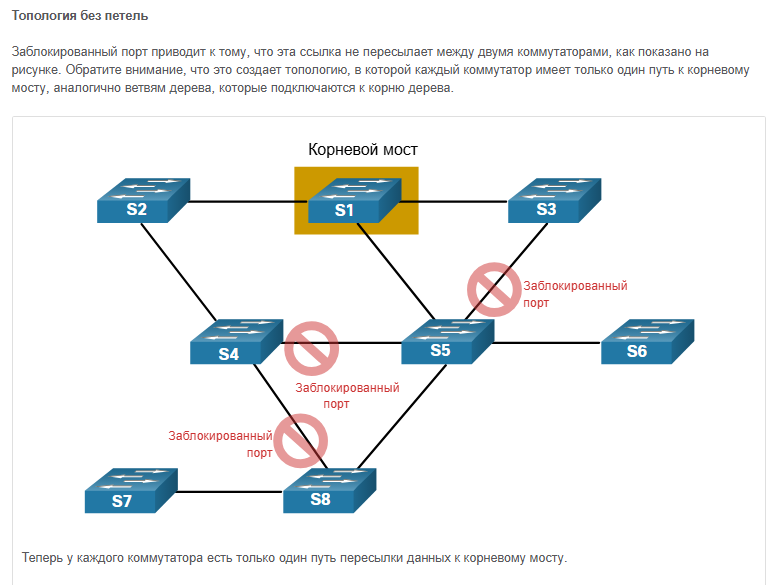 Топология без петель
Заблокированный порт приводит к тому, что эта ссылка не пересылает между двумя коммутаторами, как показано на
рисунке. Обратите внимание, что это создает топологию, в которой каждый коммутатор имеет только один путь к корневому
мосту, аналогично ветвям дерева, которые подключаются к корню дерева.
Корневой мост
S2
S1
S3
Заблокированный
порт
S4
S5
S6
Заблокированный
порт
Заблокированный
порт
S7
S8
Теперь у каждого коммутатора есть только один путь пересылки данных к корневому мосту.